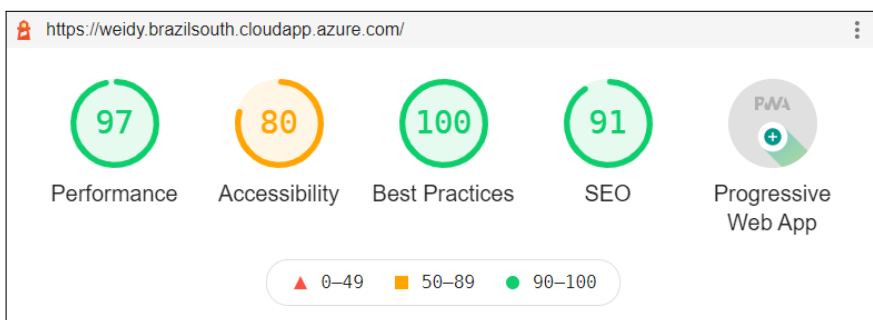 https://weidy.brazilsouth.cloudapp.azure.com/
97 80 100 91 PWA
Performance Accessibility Best Practices SEO Progressive
Web App
0–49 50–89 90–100